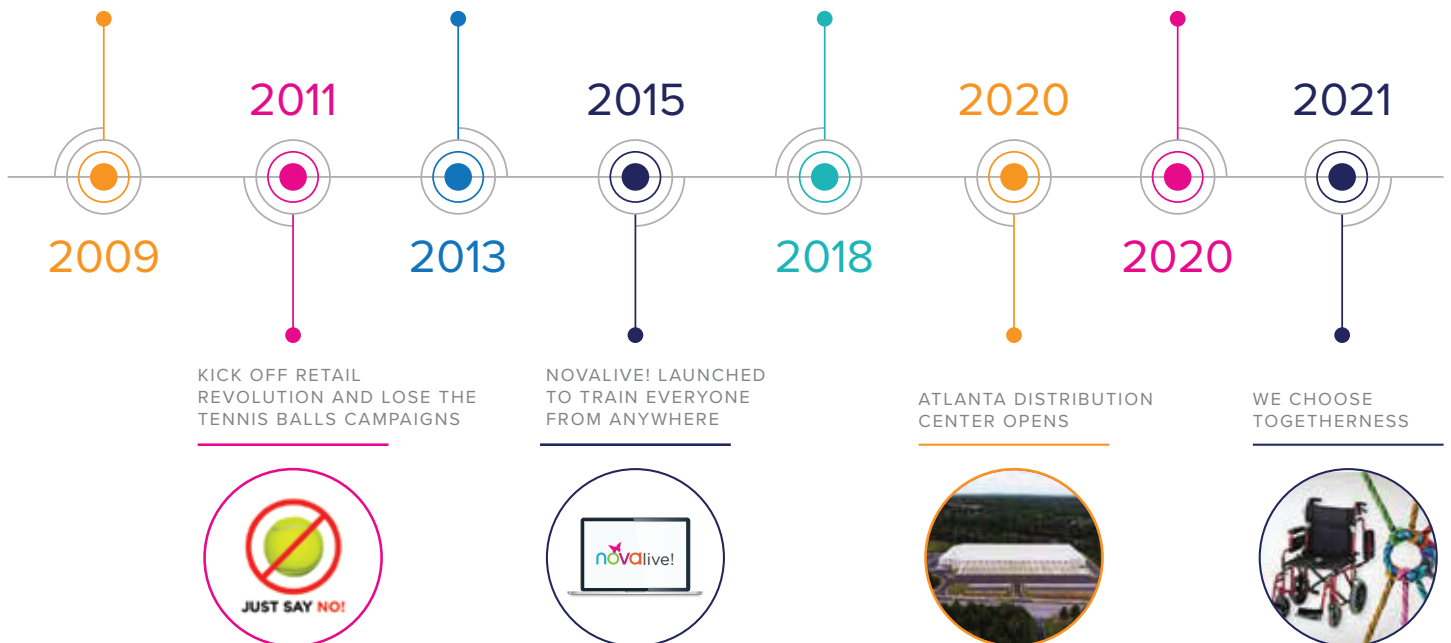 2011
2015
2020
2021
2009
2013
2018
2020
KICK OFF RETAIL
REVOLUTION AND LOSE THE
TENNIS BALLS CAMPAIGNS
NOVALIVE! LAUNCHED
TO TRAIN EVERYONE
FROM ANYWHERE
ATLANTA DISTRIBUTION
CENTER OPENS
WE CHOOSE
TOGETHERNESS
JUST SAY NO!
novalive!